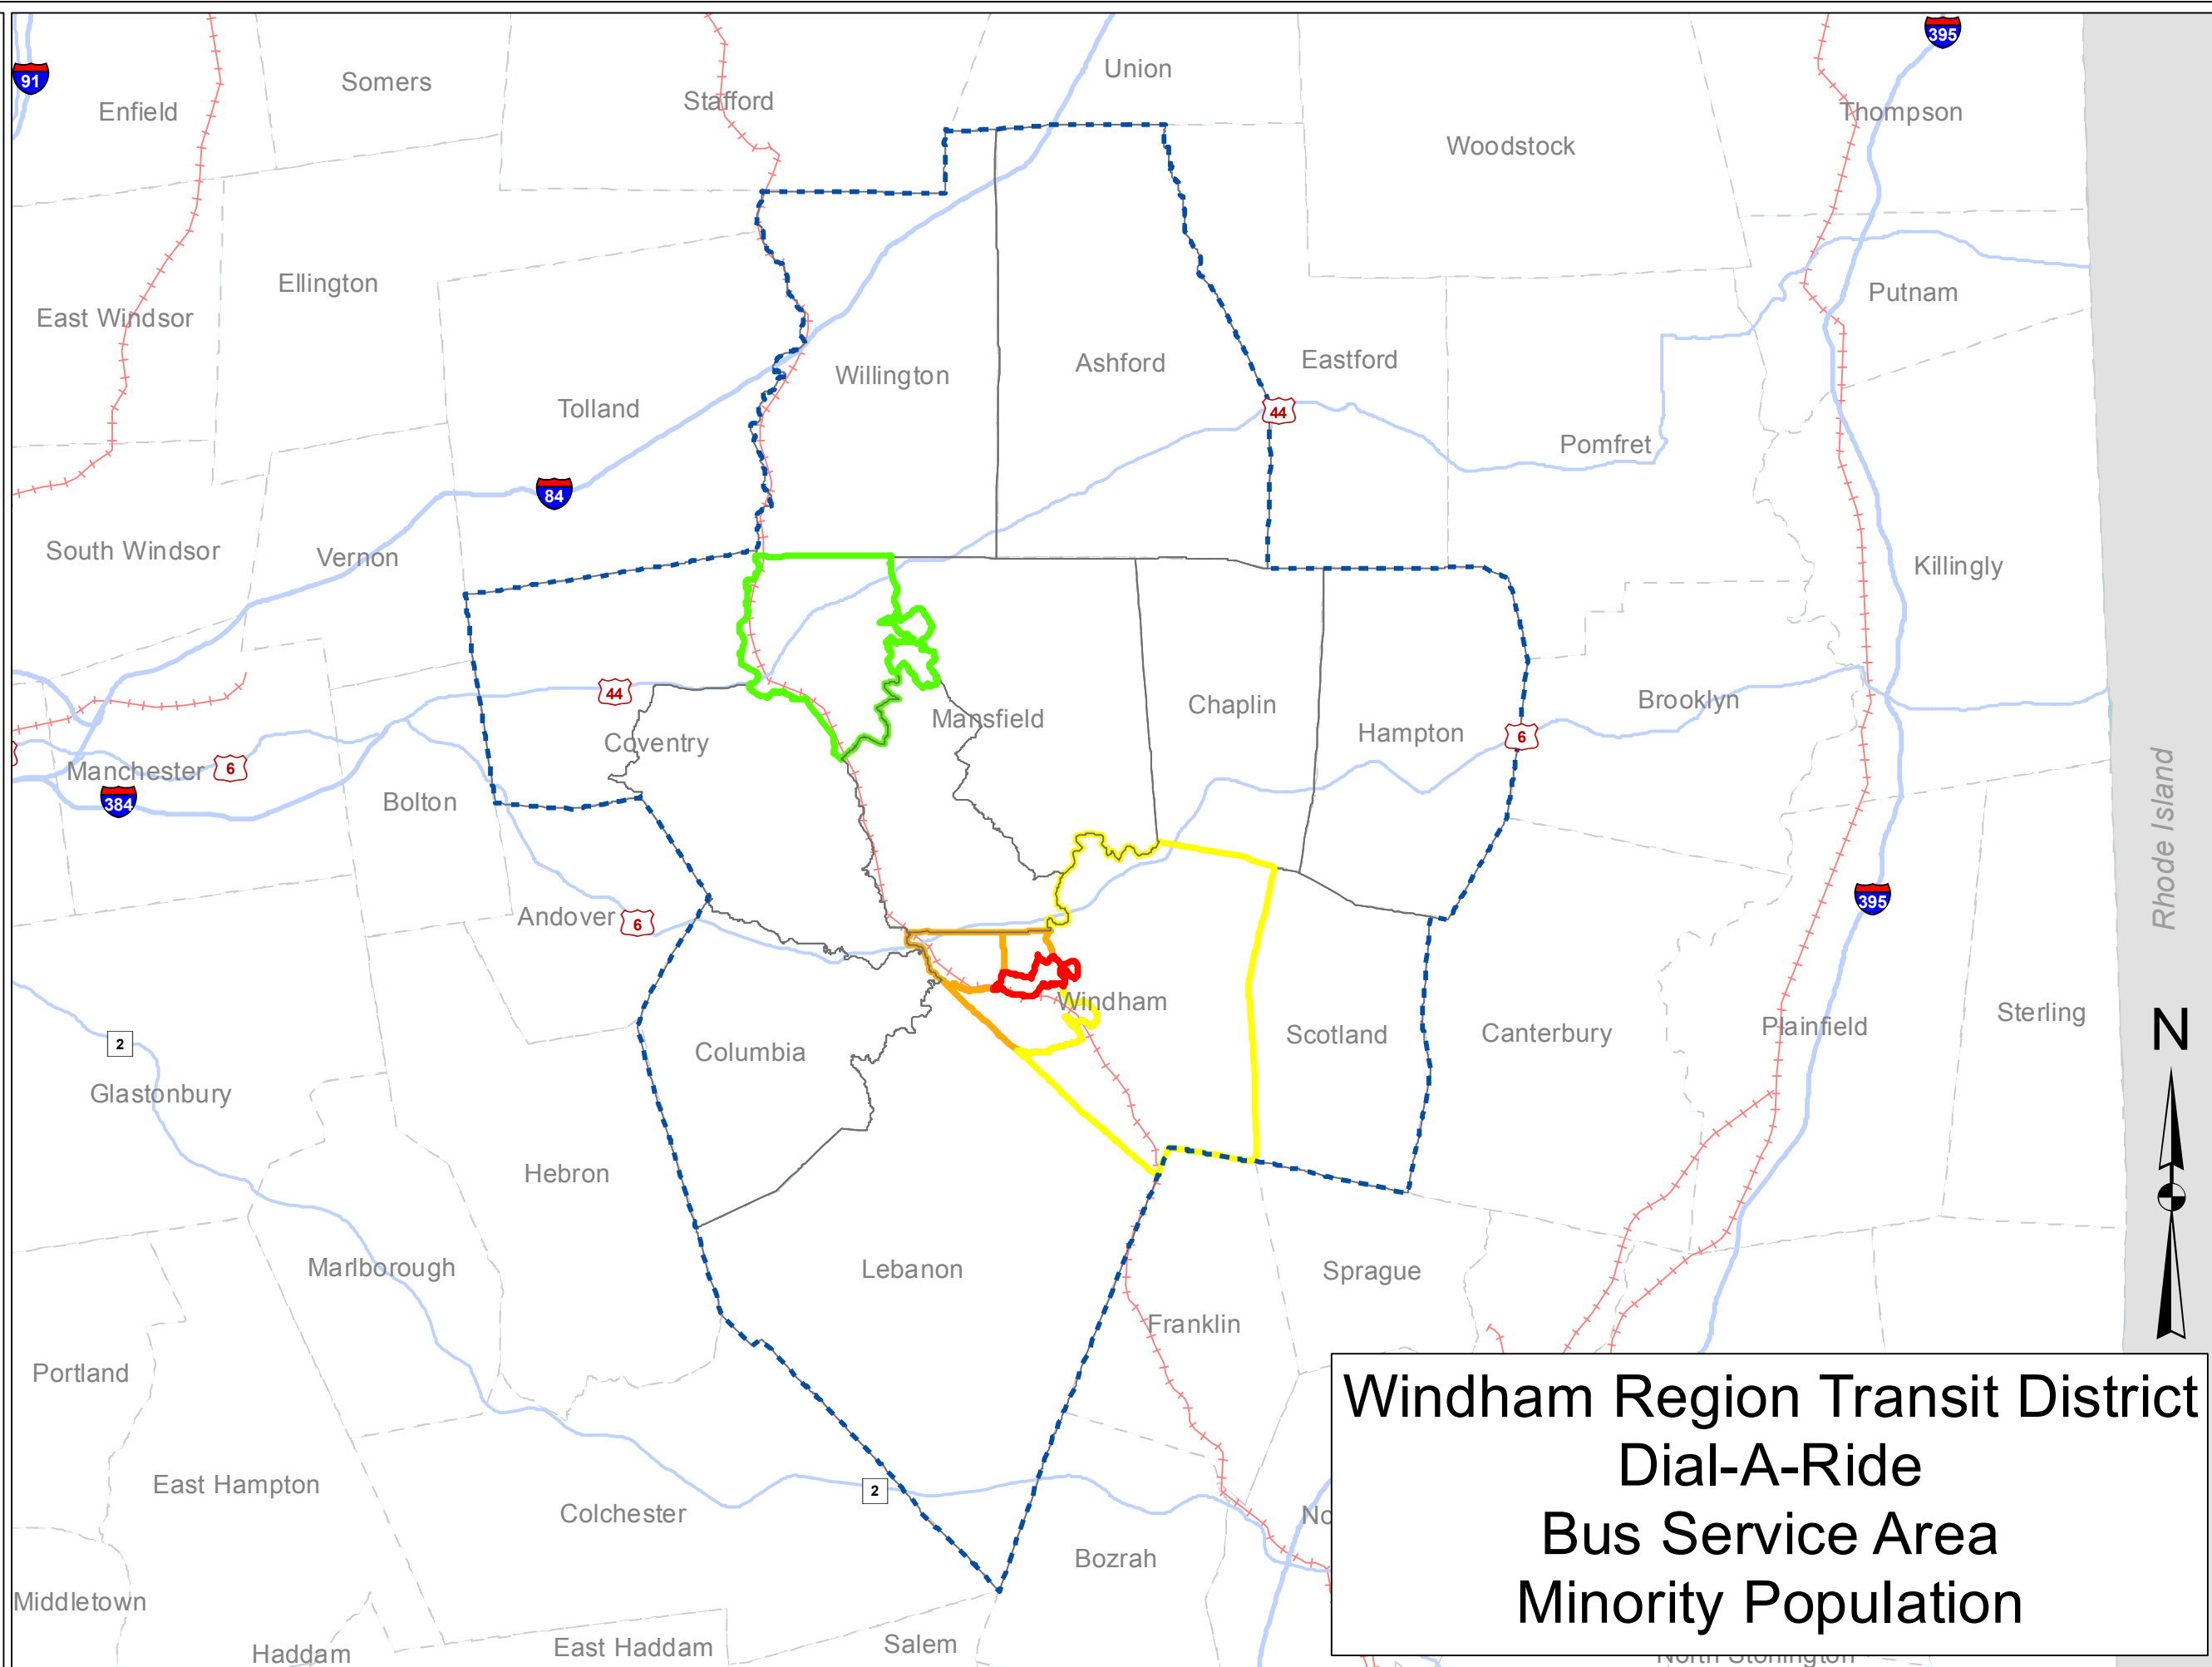 395
91
Union
Somers
Stafford
Enfield
Thompson
Woodstock
Ellington
Putnam
East Windsor
Willington
Ashford
Eastford
Tolland
44
Pomfret
84
South Windsor
Vernon
Killingly
44
Mansfield
Chaplin
Brooklyn
Coventry
Hampton
6
Manchester
6
384
Bolton
Rhode Island
395
Andover
6
Windham
Scotland
Canterbury
Plainfield
Sterling
N
2
Columbia
Glastonbury
Hebron
Marlborough
Lebanon
Sprague
Franklin
Portland
East Hampton
2
Colchester
No
Bozrah
Middletown
Haddam
East Haddam
Salem
Windham Region Transit District
Dial-A-Ride
Bus Service Area
Minority Population
North Stonington